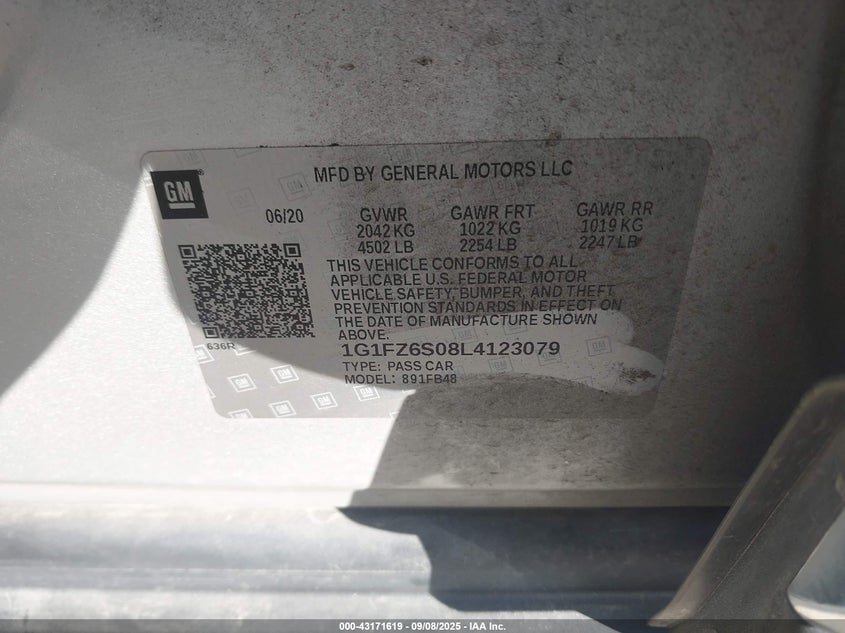 MFD BY GENERAL MOTORS LLC
GM
06/20 GVWR GAWR FRT GAWR RR
2042 KG 1022 KG 1019 KG
4502 LB 2254 LB 2247 LB
THIS VEHICLE CONFORMS TO ALL
APPLICABLE U.S. FEDERAL MOTOR
VEHICLE SAFETY, BUMPER, AND THEFT
PREVENTION STANDARDS IN EFFECT ON
THE DATE OF MANUFACTURE SHOWN
ABOVE.
636R
1G1FZ6S08L4123079
TYPE: PASS CAR
MODEL: 891FB48
000-43171619 - 09/08/2025 - IAA Inc.